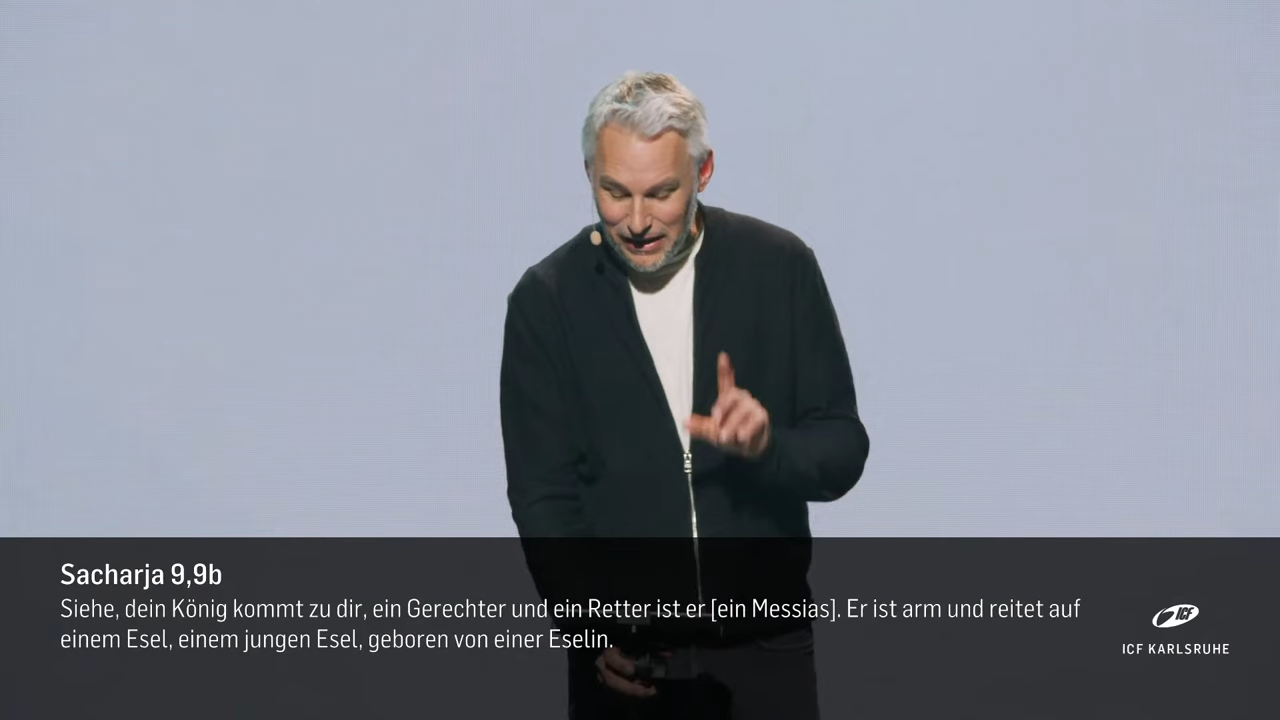 Sacharja 9,9b
Siehe, dein König kommt zu dir, ein Gerechter und ein Retter ist er [ein Messias]. Er ist arm und reitet auf
einem Esel, einem jungen Esel, geboren von einer Eselin.
ICF
ICF KARLSRUHE